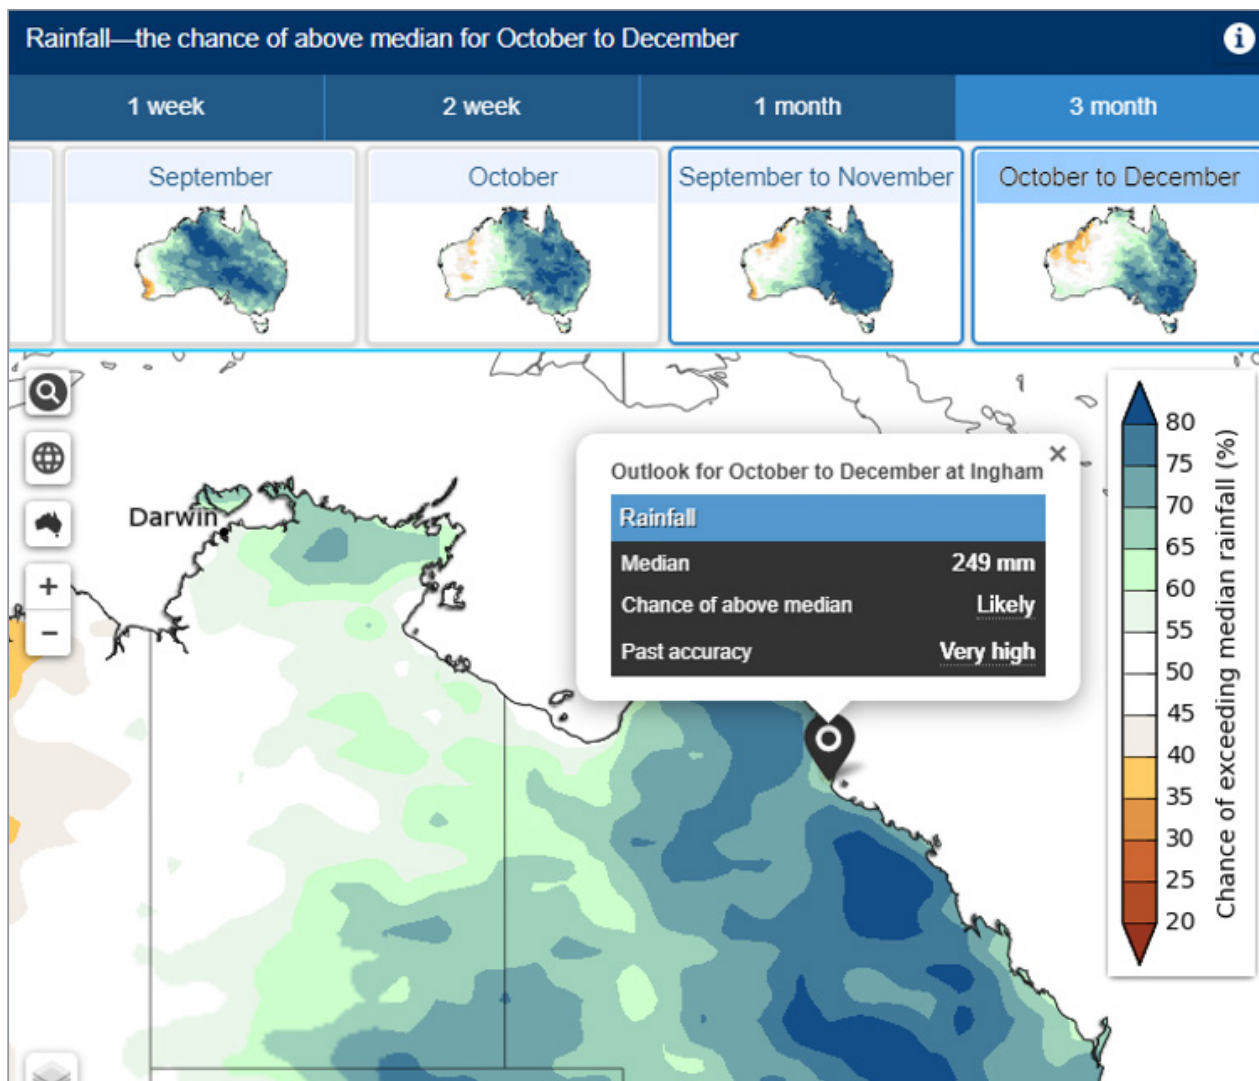 Rainfall—the chance of above median for October to December
1 week
2 week
1 month
3 month
September
October
September to November
October to December
Darwin
Outlook for October to December at Ingham
Rainfall
Median 249 mm
Chance of above median Likely
Past accuracy Very high
80
75
70
65
60
55
50
45
40
35
30
25
20
Chance of exceeding median rainfall (%)